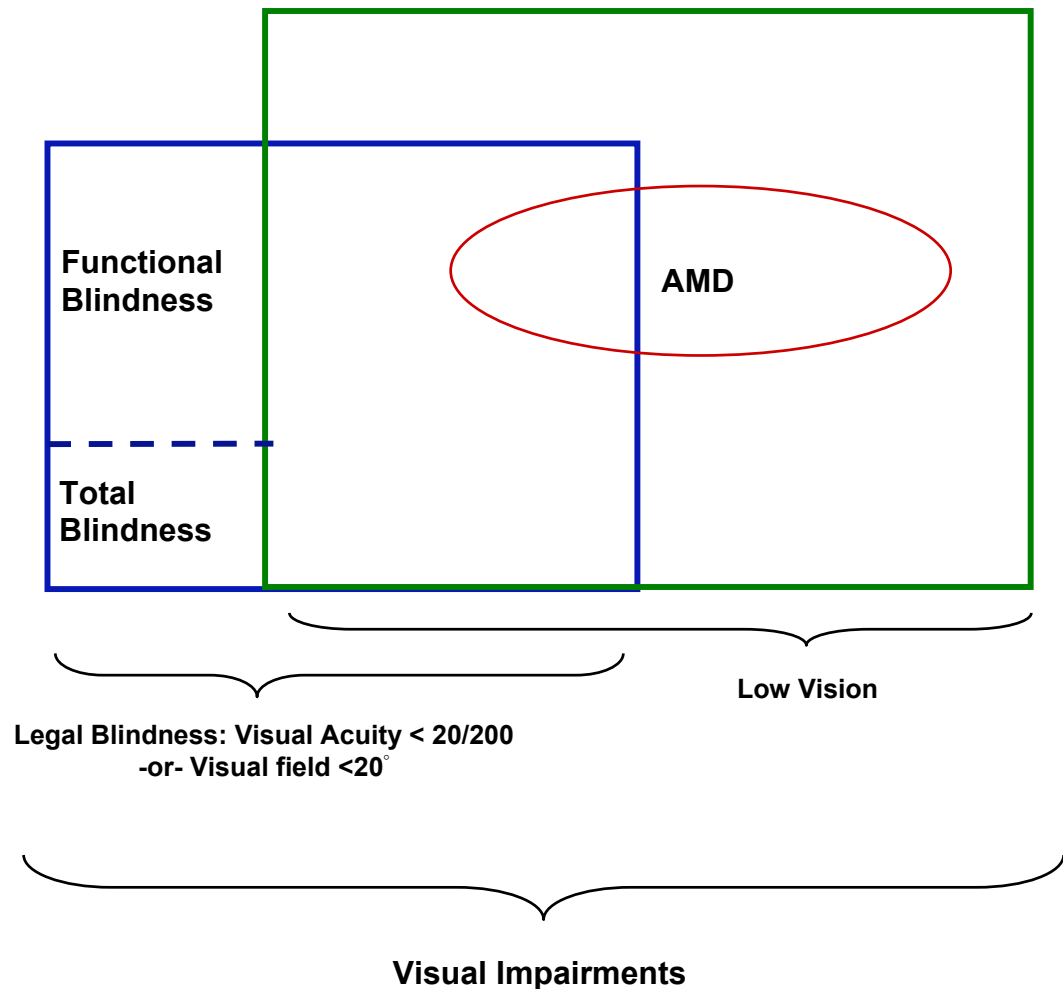 Functional
Blindness
AMD
Total
Blindness
Low Vision
Legal Blindness: Visual Acuity < 20/200
-or- Visual field <20°
Visual Impairments